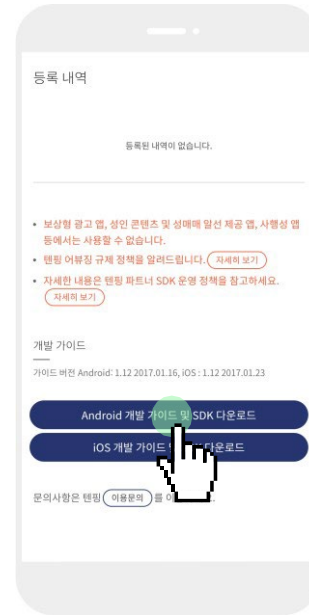 등록 내역
등록된 내역이 없습니다.
• 보상형 광고 앱, 성인 콘텐츠 및 성매매 알선 제공 앱, 사행성 앱
등에서는 사용할 수 없습니다.
• 텐핑 어뷰징 규제 정책을 알려드립니다. 자세히 보기
• 자세한 내용은 텐핑 파트너 SDK 운영 정책을 참고하세요.
자세히 보기
개발 가이드
가이드 버전 Android: 1.12 2017.01.16, iOS : 1.12 2017.01.23
Android 개발 가이드 및 SDK 다운로드
iOS 개발 가이드 다운로드
문의사항은 텐핑 이용문의 를